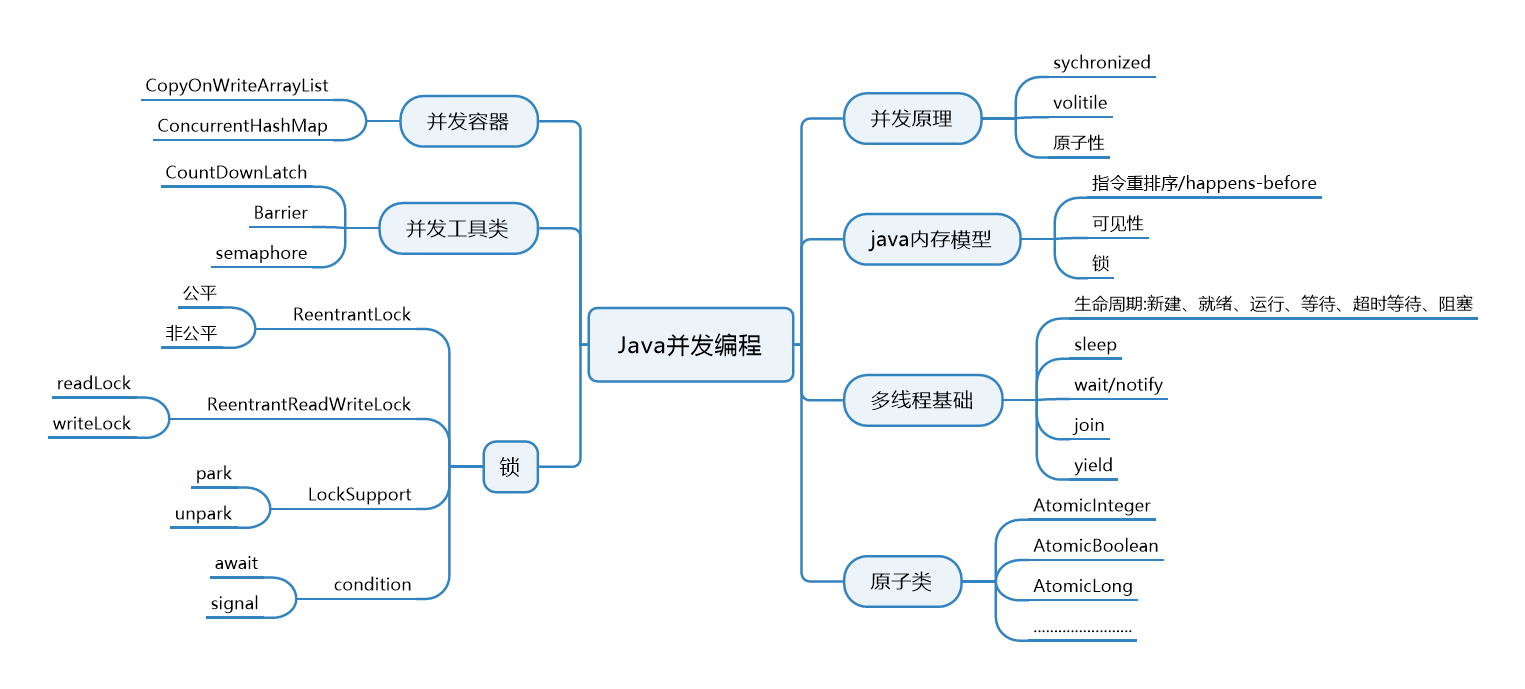 Java并发编程
并发原理
sychronized
volitile
原子性
java内存模型
指令重排序/happens-before
可见性
锁
多线程基础
生命周期:新建、就绪、运行、等待、超时等待、阻塞
sleep
wait/notify
join
yield
原子类
AtomicInteger
AtomicBoolean
AtomicLong
........................
并发容器
CopyOnWriteArrayList
ConcurrentHashMap
并发工具类
CountDownLatch
Barrier
semaphore
锁
ReentrantLock
公平
非公平
ReentrantReadWriteLock
readLock
writeLock
LockSupport
park
unpark
condition
await
signal